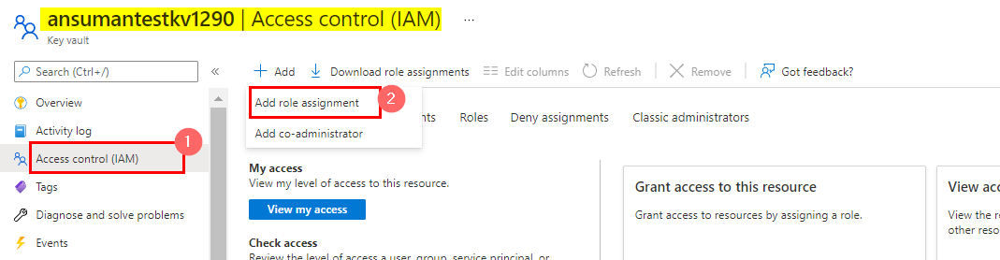 ansumantestkv1290 | Access control (IAM) ...
Key vault
Search (Ctrl+/) «
Overview
Activity log
Access control (IAM) 1
Tags
Diagnose and solve problems
Events
Add Download role assignments Edit columns Refresh Remove Got feedback?
Add role assignment 2
Add co-administrator
Roles Deny assignments Classic administrators
My access
View my level of access to this resource.
View my access
Check access
Review the level of access a user, group, service principal, or
Grant access to this resource
Grant access to resources by assigning a role.
View acc
View the ro
other resou